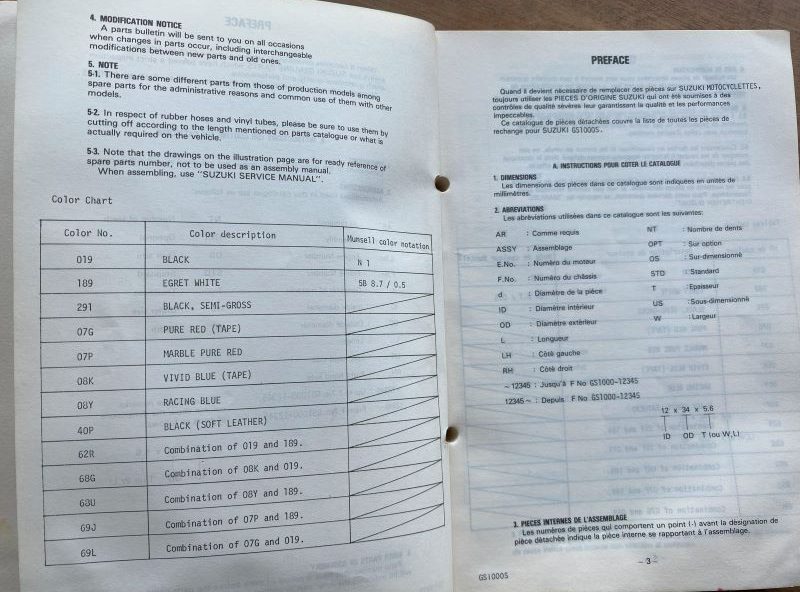 4. MODIFICATION NOTICE
A parts bulletin will be sent to you on all occasions
when changes in parts occur, including interchangeable
modifications between new parts and old ones.
5. NOTE
5-1. There are some different parts from those of production models among
spare parts for the administrative reasons and common use of them with other
models.
5-2. In respect of rubber hoses and vinyl tubes, please be sure to use them by
cutting off according to the length mentioned on parts catalogue or what is
actually required on the vehicle.
5-3. Note that the drawings on the illustration page are for ready reference of
spare parts number, not to be used as an assembly manual.
When assembling, use "SUZUKI SERVICE MANUAL".
Color Chart
Color No. Color description Munsell color notation
019 BLACK N 1
189 EGRET WHITE 5B 8.7 / 0.5
291 BLACK, SEMI-GROSS
07G PURE RED (TAPE)
07P MARBLE PURE RED
08K VIVID BLUE (TAPE)
08Y RACING BLUE
40P BLACK (SOFT LEATHER)
62R Combination of 019 and 189.
68G Combination of 08K and 019.
68U Combination of 08Y and 189.
69J Combination of 07P and 189.
69L Combination of 07G and 019.
PREFACE
Quand il devient nécessaire de remplacer des pièces sur SUZUKI MOTOCYCLETTES,
toujours utiliser les PIECES D'ORIGINE SUZUKI qui ont été soumises à des
contrôles de qualité sévères leur garantissant la qualité et les performances
impeccables.
Ce catalogue de pièces détachées couvre la liste de toutes les pièces de
rechange pour SUZUKI GS1000S.
A. INSTRUCTIONS POUR COTER LE CATALOGUE
1. DIMENSIONS
Les dimensions des pièces dans ce catalogue sont indiquées en unités de
millimètres.
2. ABREVIATIONS
Les abréviations utilisées dans ce catalogue sont les suivantes:
AR : Comme requis NT : Nombre de dents
ASSY : Assemblage OPT : Sur option
E.No. : Numéro du moteur OS : Sur-dimensionné
F.No. : Numéro du châssis STD : Standard
d : Diamètre de la pièce T : Epaisseur
ID : Diamètre intérieur US : Sous-dimensionné
OD : Diamètre extérieur W : Largeur
L : Longueur
LH : Côté gauche
RH : Côté droit
~ 12345 : Jusqu'à F No GS1000-12345
12345 ~ : Depuis F No GS1000-12345
12 x 34 x 5.6
ID OD T (ou W,L)
3. PIECES INTERNES DE L'ASSEMBLAGE
Les numéros de pièces qui comportent un point (·) avant la désignation de
pièce détachée indique la pièce interne se rapportant à l'assemblage.
– 3 –
GS1000S